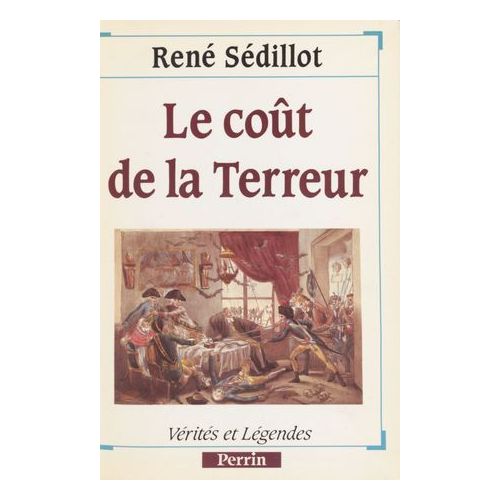 René Sédillot
Le coût
de la Terreur
Vérités et Légendes
Perrin